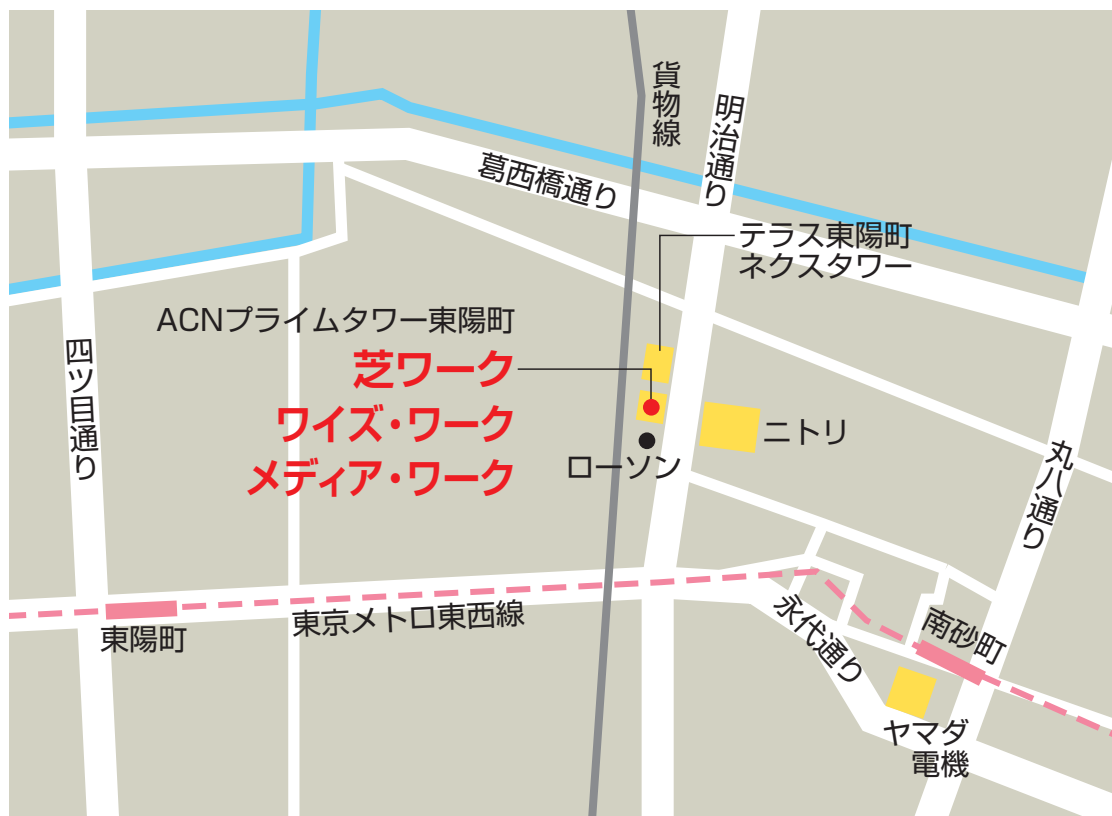 貨物線
明治通り
葛西橋通り
テラス東陽町
ネクスタワー
ACNプライムタワー東陽町
芝ワーク
ワイズ・ワーク
メディア・ワーク
四ツ目通り
ニトリ
ローソン
丸八通り
東陽町
東京メトロ東西線
永代通り
南砂町
ヤマダ
電機